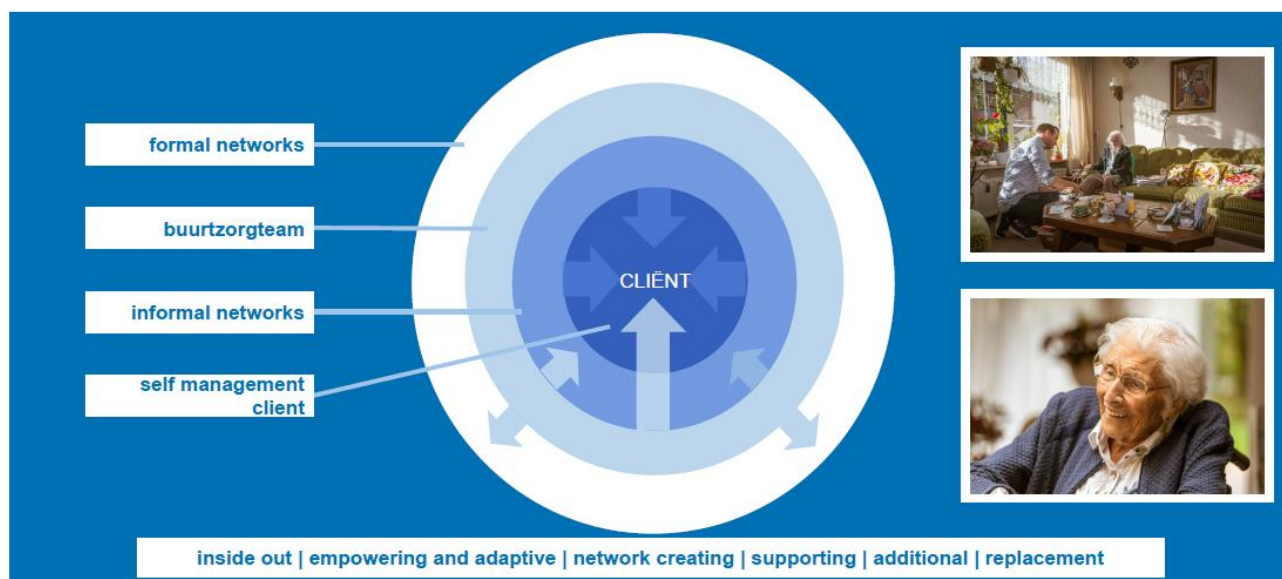 formal networks
buurtzorgteam
informal networks
self management
client
CLIËNT
inside out | empowering and adaptive | network creating | supporting | additional | replacement